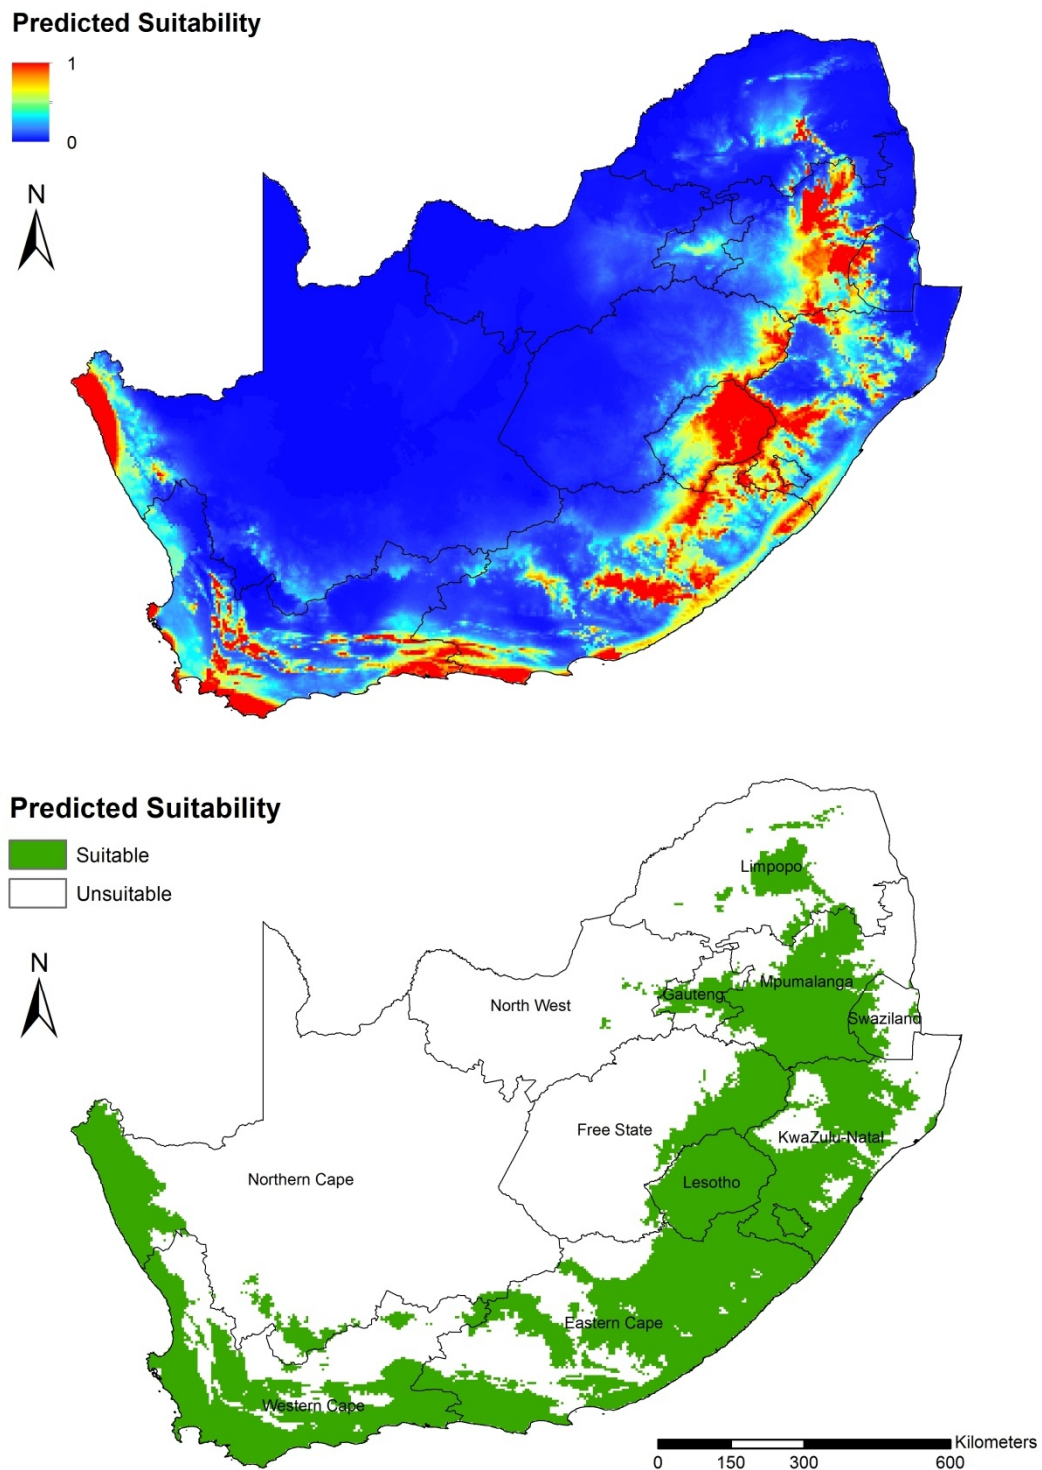 Predicted Suitability
1
0
N
Predicted Suitability
Suitable
Unsuitable
N
Limpopo
Mpumalanga
Gauteng
North West
Swaziland
Free State
KwaZulu-Natal
Northern Cape
Lesotho
Eastern Cape
Western Cape
Kilometers
0 150 300 600